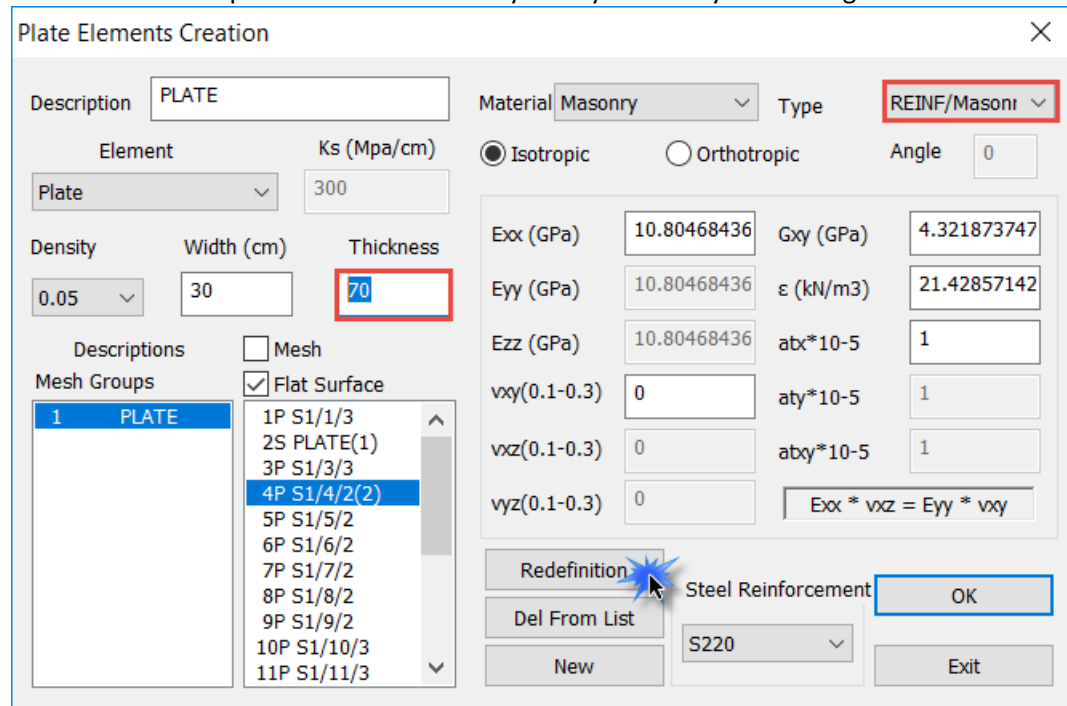 Plate Elements Creation
Description PLATE Material Masonry Type REINF/Masonr
Element Ks (Mpa/cm) Isotropic Orthotropic Angle 0
Plate 300
Density Width (cm) Thickness Exx (GPa) 10.80468436 Gxy (GPa) 4.321873747
0.05 30 70 Eyy (GPa) 10.80468436 ε (kN/m3) 21.42857142
Descriptions Mesh Ezz (GPa) 10.80468436 atx*10-5 1
Mesh Groups Flat Surface vxy(0.1-0.3) 0 aty*10-5 1
1 PLATE 1P S1/1/3
2S PLATE(1)
3P S1/3/3 vxz(0.1-0.3) 0 atxy*10-5 1
4P S1/4/2(2)
5P S1/5/2 vyz(0.1-0.3) 0 Exx * vxz = Eyy * vxy
6P S1/6/2
7P S1/7/2 Redefinition
8P S1/8/2 Steel Reinforcement OK
9P S1/9/2 Del From List
10P S1/10/3 S220
11P S1/11/3 New Exit